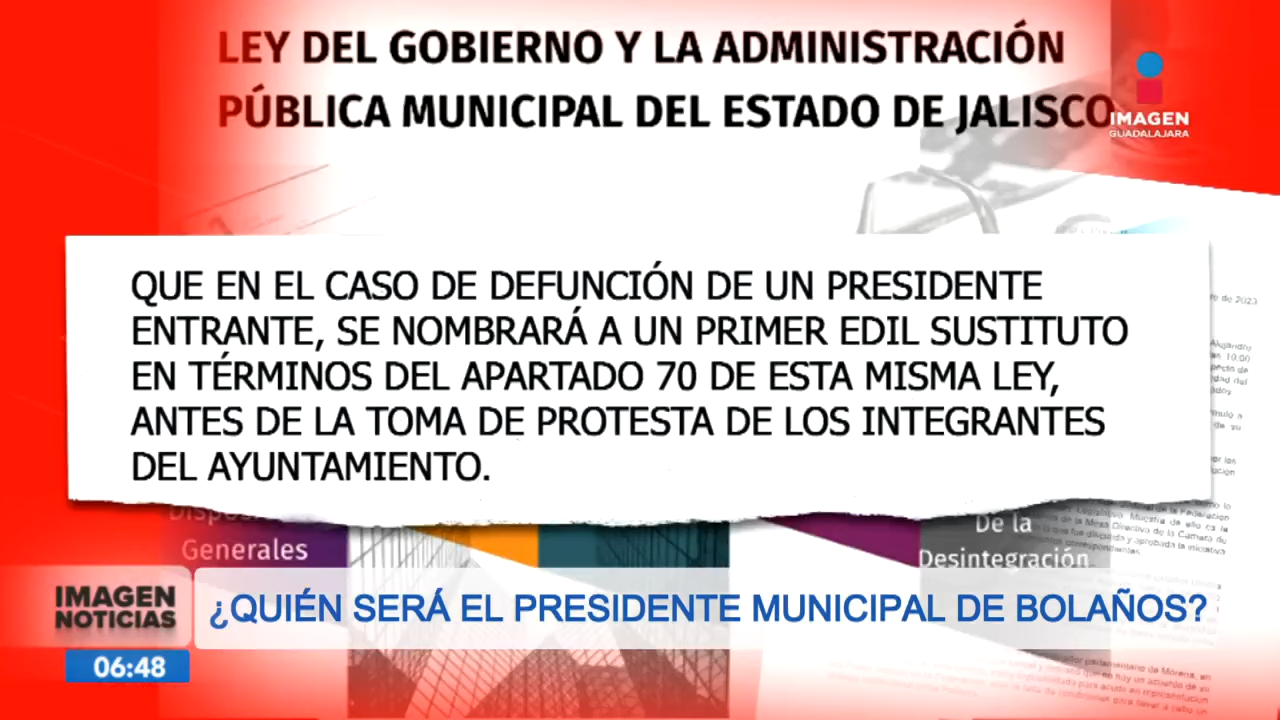 LEY DEL GOBIERNO Y LA ADMINISTRACIÓN
PÚBLICA MUNICIPAL DEL ESTADO DE JALISCO
IMAGEN
GUADALAJARA
QUE EN EL CASO DE DEFUNCIÓN DE UN PRESIDENTE
ENTRANTE, SE NOMBRARÁ A UN PRIMER EDIL SUSTITUTO
EN TÉRMINOS DEL APARTADO 70 DE ESTA MISMA LEY,
ANTES DE LA TOMA DE PROTESTA DE LOS INTEGRANTES
DEL AYUNTAMIENTO.
Generales
De la
Desintegración
IMAGEN
NOTICIAS
¿QUIÉN SERÁ EL PRESIDENTE MUNICIPAL DE BOLAÑOS?
06:48